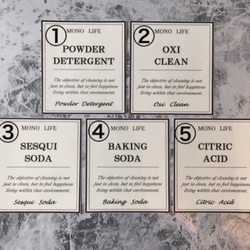 1
MONO LIFE
POWDER
DETERGENT
The objective of cleaning is not
just to clean, but to feel happiness
living within that environment.
Powder Detergent
2
MONO LIFE
OXI
CLEAN
The objective of cleaning is not
just to clean, but to feel happiness
living within that environment.
Oxi Clean
3
MONO LIFE
SESQUI
SODA
The objective of cleaning is not
just to clean, but to feel happiness
living within that environment.
Sesqui Soda
4
MONO LIFE
BAKING
SODA
The objective of cleaning is not
just to clean, but to feel happiness
living within that environment.
Baking Soda
5
MONO LIFE
CITRIC
ACID
The objective of cleaning is not
just to clean, but to feel happiness
living within that environment.
Citric Acid